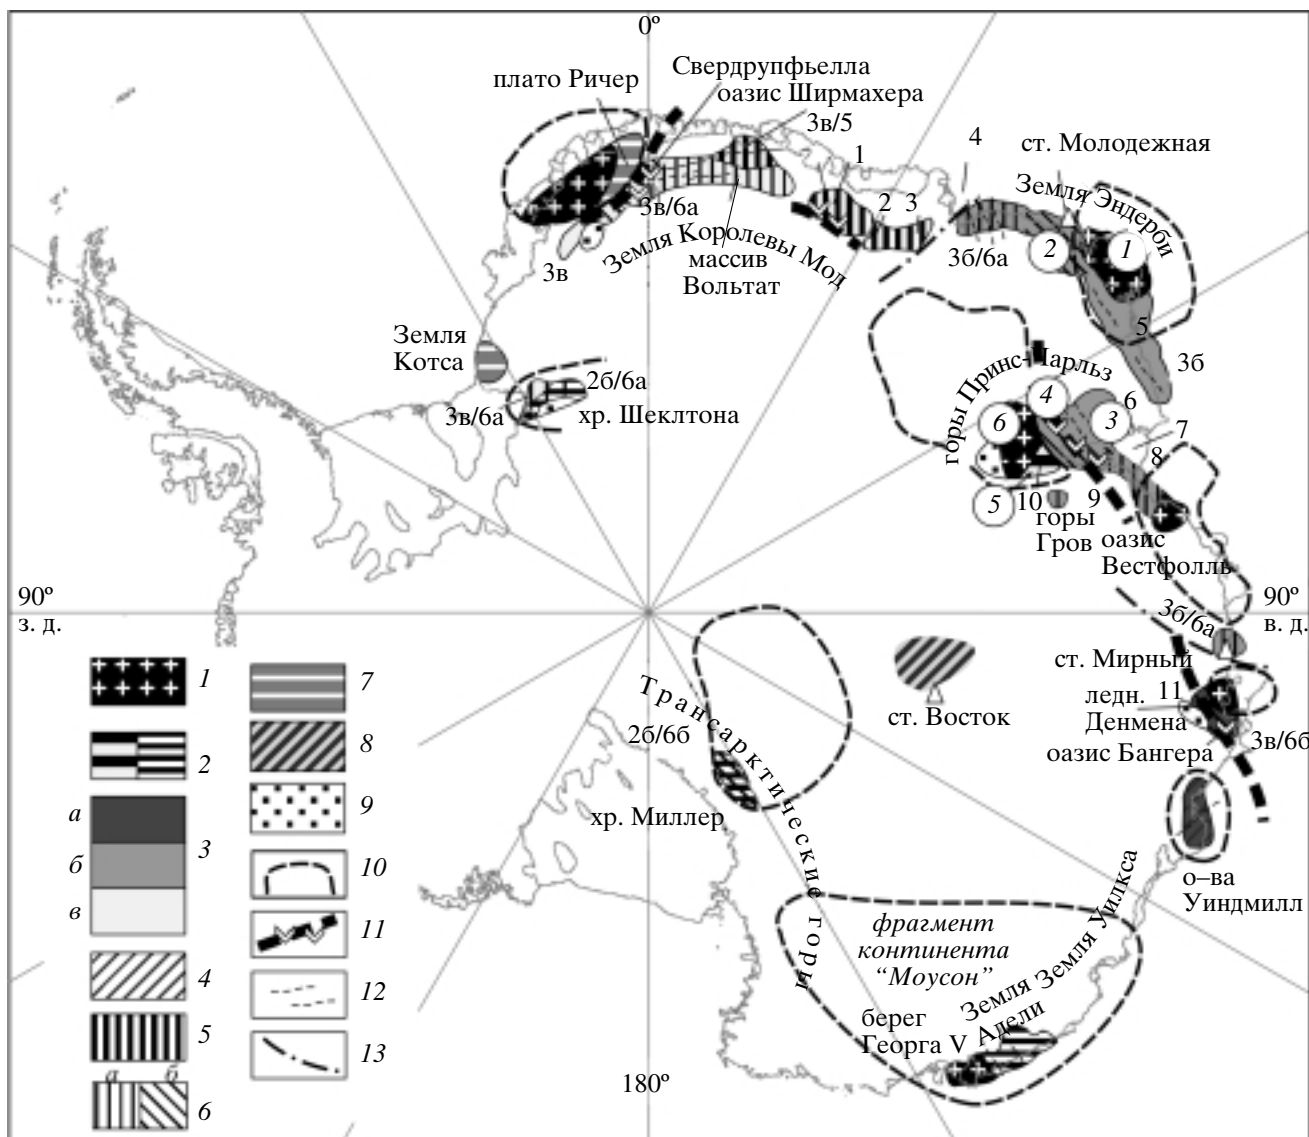 0º
Свердрупфьелла
плато Ричер
оазис Ширмахера
3в/5
1
4
ст. Молодежная
Земля Эндерби
2 3
3в/6а
3в
Земля Королевы Мод
массив
Вольтат
3б/6а
2
1
5
3б
Земля
Котса
2б/6а
3в/6а
хр. Шеклтона
горы Принс-Чарльз
4
6
6
3
7
8
5
10
9
горы
Гров
оазис
Вестфолль
90º
з. д.
90º
в. д.
3б/6а
ст. Мирный
11
ледн.
Денмена
оазис Бангера
3в/6б
ст. Восток
Трансарктические горы
2б/6б
хр. Миллер
о–ва
Уиндмилл
фрагмент
континента
“Моусон”
Земля Уилкса
Земля Адели
берег
Георга V
180º
1
2
а
б
в
3
4
5
а б
6
7
8
9
10
11
12
13